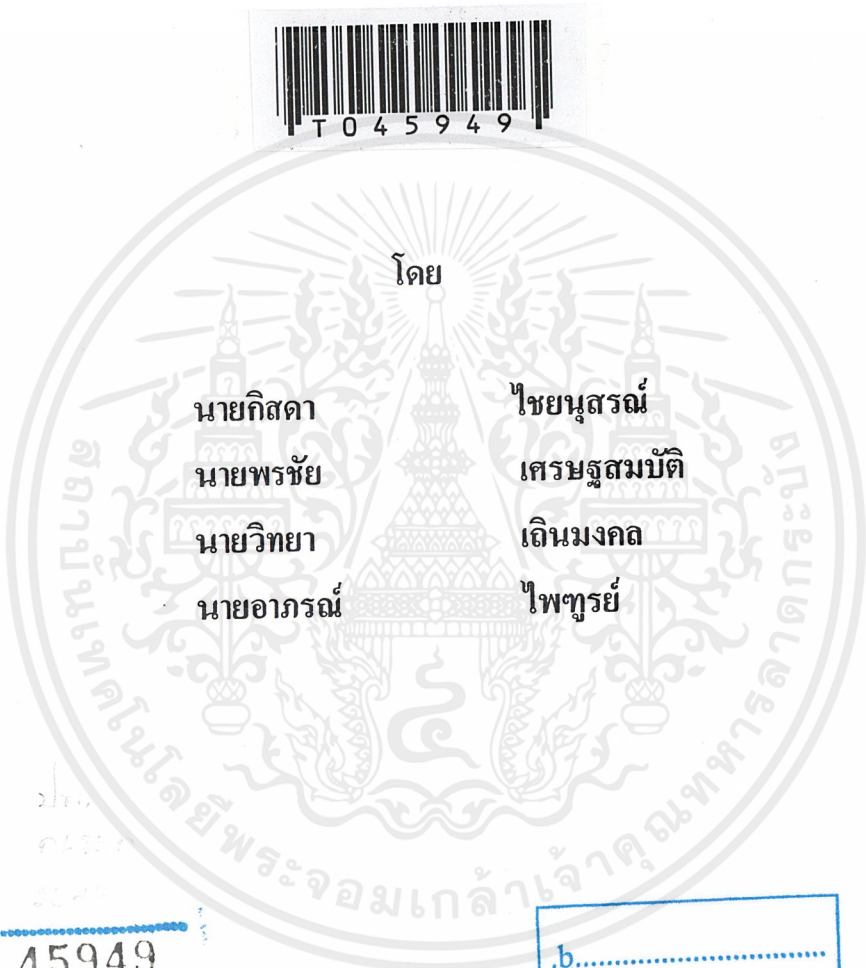 T045949
โดย
นายกิสดา ไชยนุสรณ์
นายพรชัย เศรษฐสมบัติ
นายวิทยา เถินมงคล
นายอาภรณ์ ไพฑูรย์
สถาบันเทคโนโลยีพระจอมเกล้าเจ้าคุณทหารลาดกระบัง
45949
.b..............................